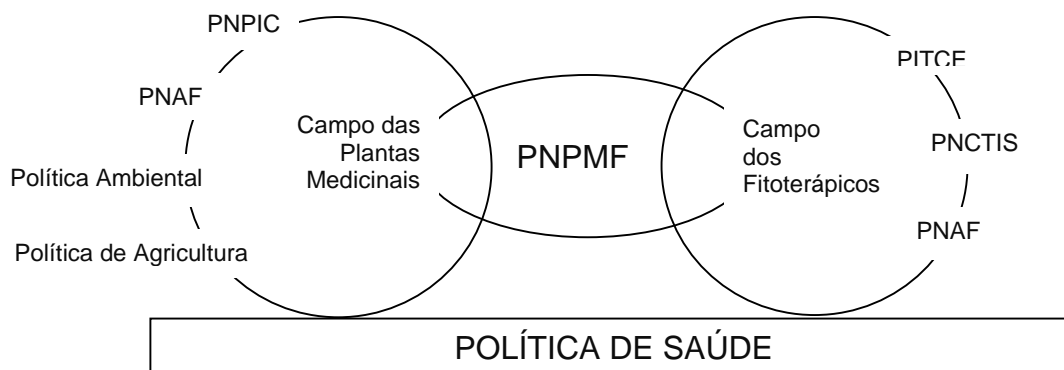 PNPIC
PNAF
Política Ambiental
Política de Agricultura
Campo das
Plantas
Medicinais
PNPMF
Campo
dos
Fitoterápicos
PITCE
PNCTIS
PNAF
POLÍTICA DE SAÚDE